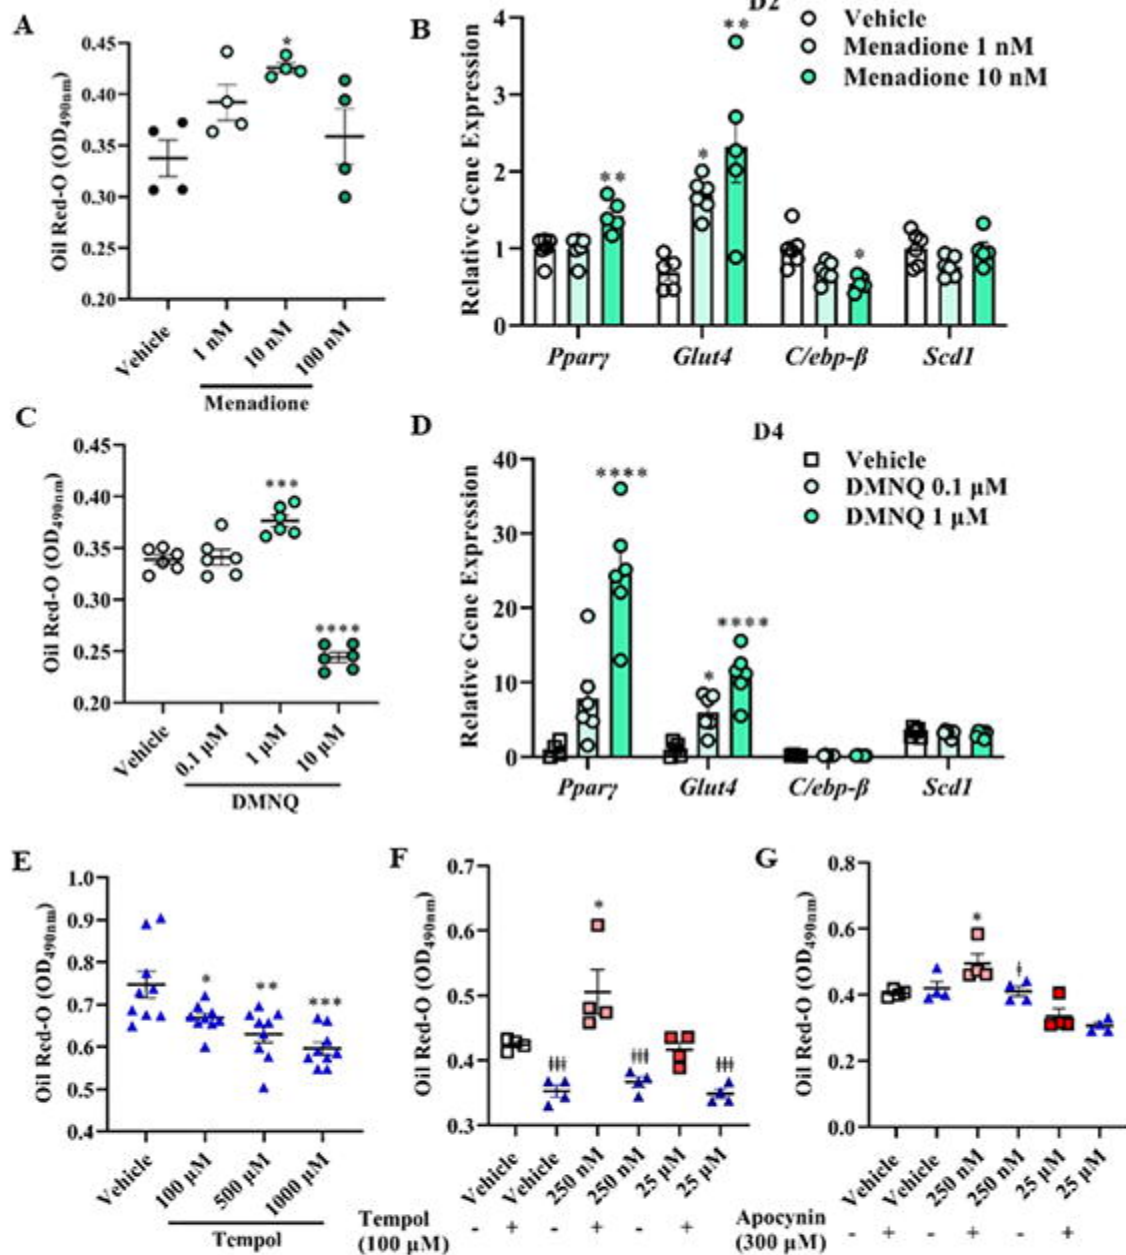 A
Oil Red-O (OD490nm)
0.45
0.40
0.35
0.30
0.25
0.20
*
Vehicle
1 nM
10 nM
100 nM
Menadione
B
D2
Vehicle
Menadione 1 nM
Menadione 10 nM
Relative Gene Expression
4
3
2
1
0
**
*
**
*
Pparγ
Glut4
C/ebp-β
Scd1
C
Oil Red-O (OD490nm)
0.45
0.40
0.35
0.30
0.25
0.20
***
****
Vehicle
0.1 µM
1 µM
10 µM
DMNQ
D
D4
Vehicle
DMNQ 0.1 µM
DMNQ 1 µM
Relative Gene Expression
40
30
20
10
0
****
*
****
Pparγ
Glut4
C/ebp-β
Scd1
E
Oil Red-O (OD490nm)
1.0
0.9
0.8
0.7
0.6
0.5
0.4
*
**
***
Vehicle
100 µM
500 µM
1000 µM
Tempol
F
Oil Red-O (OD490nm)
0.7
0.6
0.5
0.4
0.3
ƚƚƚ
*
ƚƚƚ
ƚƚƚ
Vehicle
Vehicle
250 nM
250 nM
25 µM
25 µM
Tempol
(100 µM)
- + - + - +
G
Oil Red-O (OD490nm)
0.8
0.6
0.4
0.2
0.0
*
ƚ
Vehicle
Vehicle
250 nM
250 nM
25 µM
25 µM
Apocynin
(300 µM)
- + - + - +